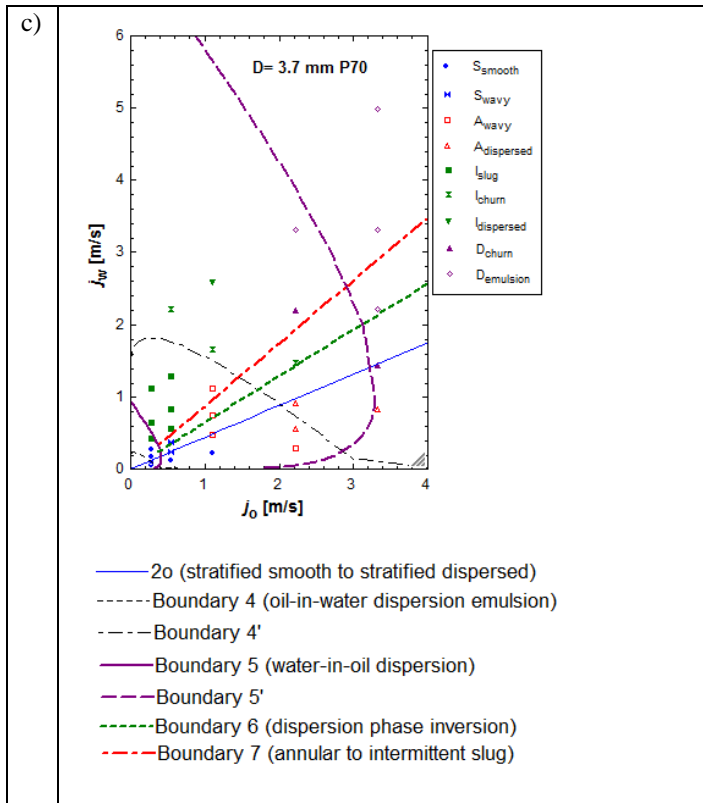 c)
D= 3.7 mm P70
6
5
4
3
2
1
0
jw [m/s]
0
1
2
3
4
jo [m/s]
Ssmooth
Swavy
Awavy
Adispersed
Islug
Ichurn
Idispersed
Dchurn
Demulsion
2o (stratified smooth to stratified dispersed)
Boundary 4 (oil-in-water dispersion emulsion)
Boundary 4'
Boundary 5 (water-in-oil dispersion)
Boundary 5'
Boundary 6 (dispersion phase inversion)
Boundary 7 (annular to intermittent slug)